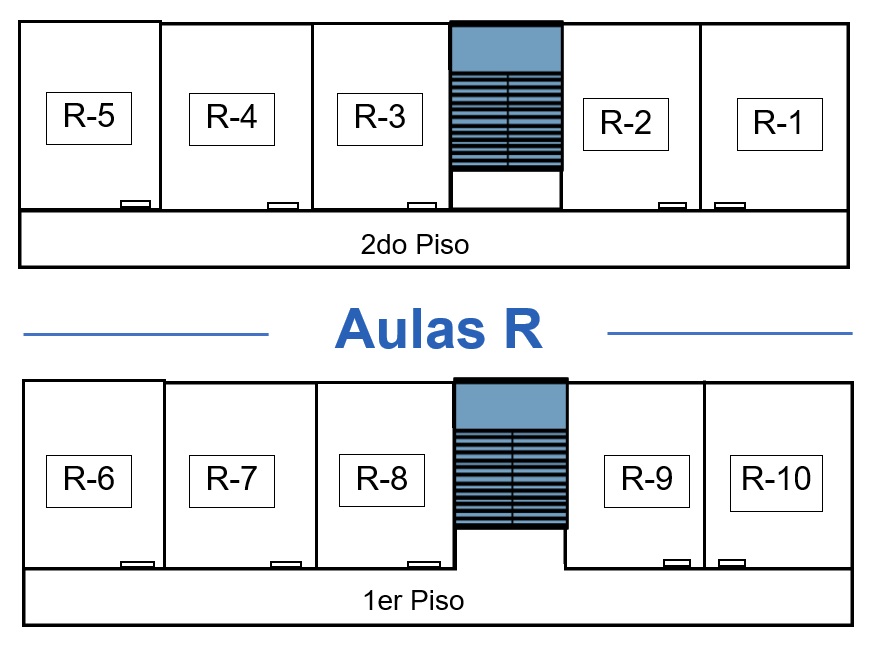 R-5
R-4
R-3
R-2
R-1
2do Piso
Aulas R
R-6
R-7
R-8
R-9
R-10
1er Piso